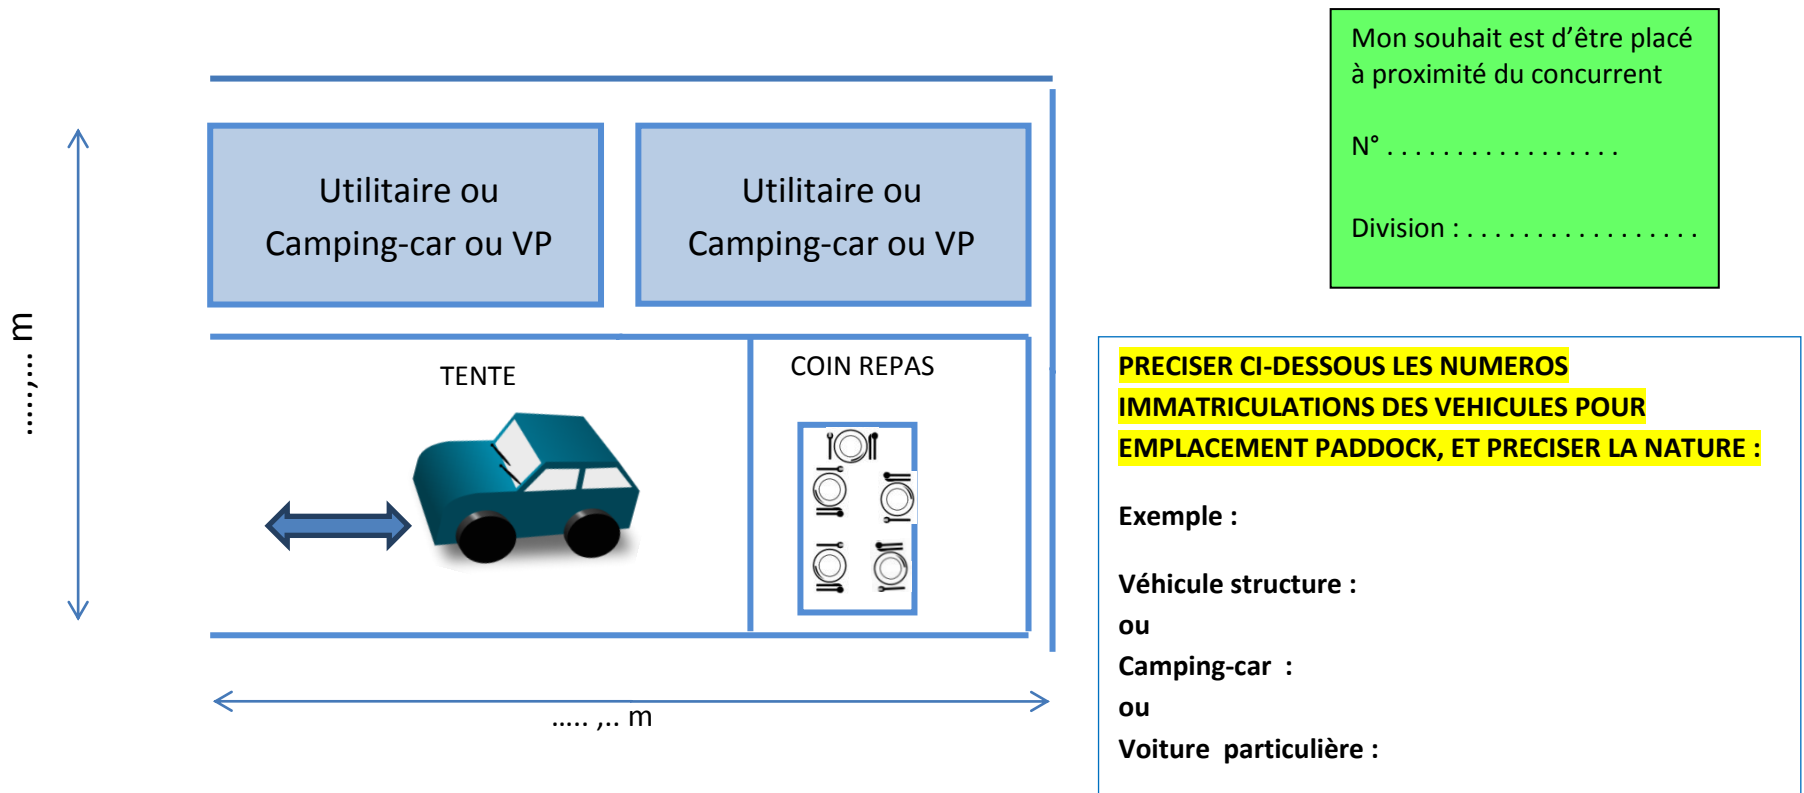 Mon souhait est d’être placé
à proximité du concurrent
N° . . . . . . . . . . . . . . . . .
Division : . . . . . . . . . . . . . . . . .
Utilitaire ou
Camping-car ou VP
Utilitaire ou
Camping-car ou VP
.....,... m
TENTE
COIN REPAS
..... ,.. m
PRECISER CI-DESSOUS LES NUMEROS
IMMATRICULATIONS DES VEHICULES POUR
EMPLACEMENT PADDOCK, ET PRECISER LA NATURE :
Exemple :
Véhicule structure :
ou
Camping-car :
ou
Voiture particulière :